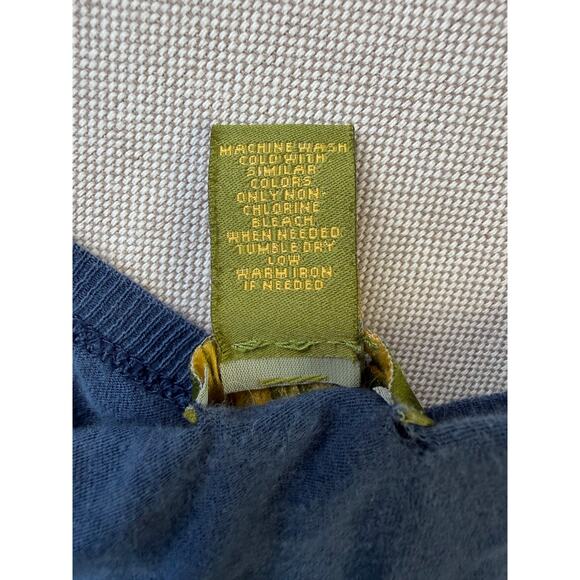 MACHINE WASH
COLD WITH
SIMILAR
COLORS.
ONLY NON-
CHLORINE
BLEACH,
WHEN NEEDED
TUMBLE DRY
LOW
WARM IRON
IF NEEDED